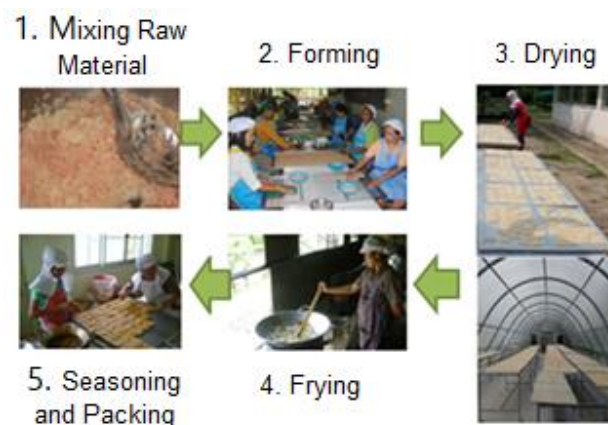 1. Mixing Raw
Material
2. Forming
3. Drying
4. Frying
5. Seasoning
and Packing